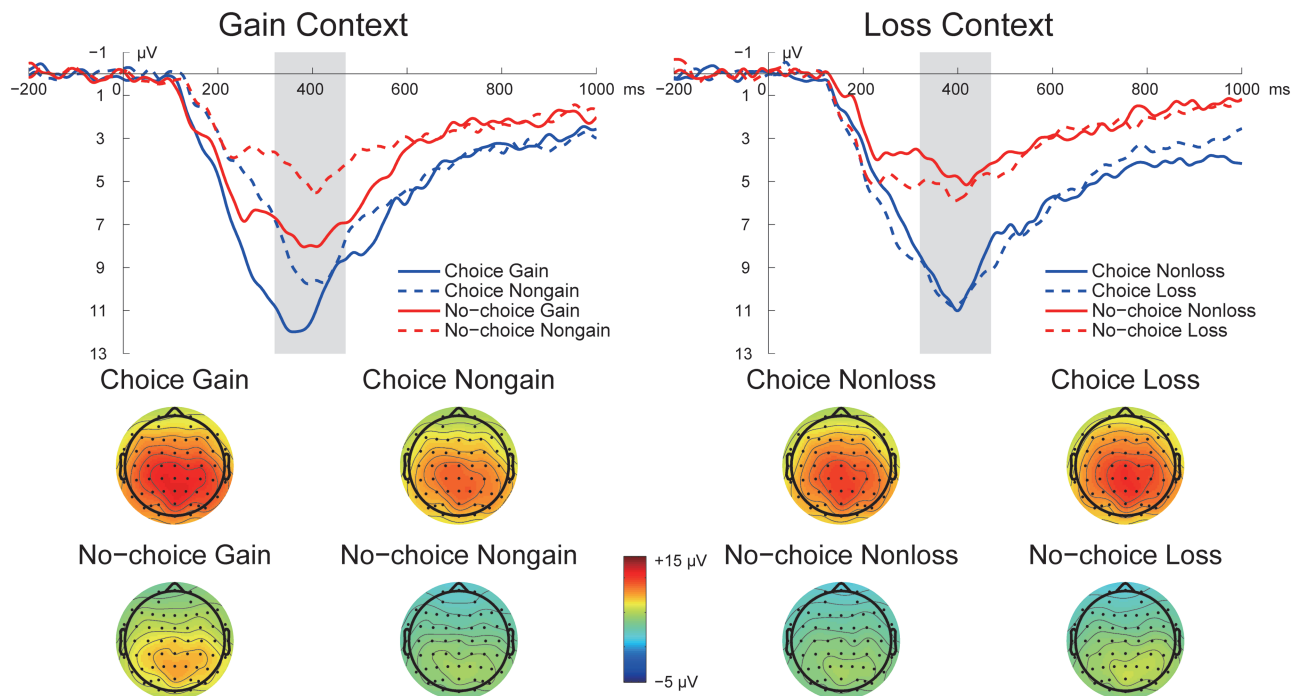 Gain Context
Loss Context
−1
µV
−200
0
200
400
600
800
1000 ms
1
3
5
7
9
11
13
Choice Gain
Choice Nongain
No−choice Gain
No−choice Nongain
−1
µV
−200
0
200
400
600
800
1000 ms
1
3
5
7
9
11
13
Choice Nonloss
Choice Loss
No−choice Nonloss
No−choice Loss
Choice Gain
Choice Nongain
Choice Nonloss
Choice Loss
No−choice Gain
No−choice Nongain
No−choice Nonloss
No−choice Loss
+15 µV
−5 µV